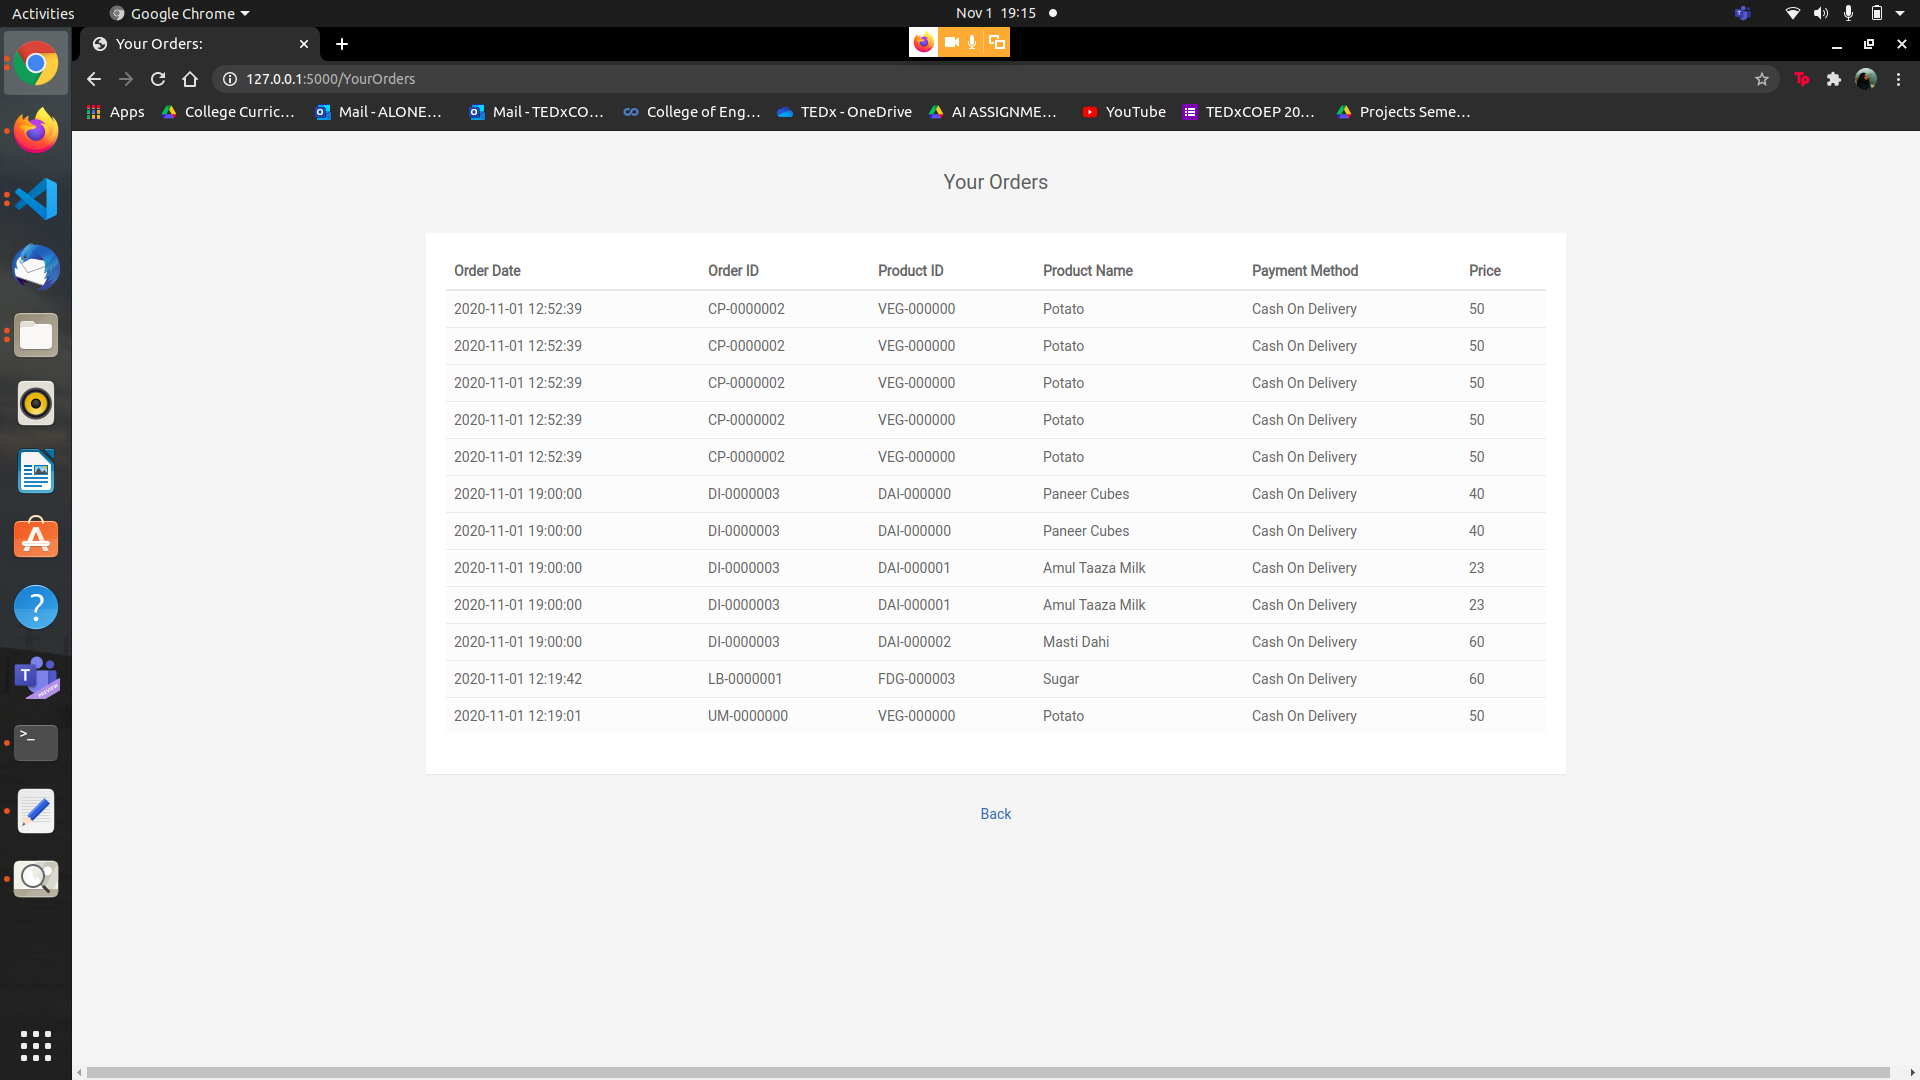 Activities Google Chrome Nov 1 19:15
Your Orders:
127.0.0.1:5000/YourOrders
Apps College Curric... Mail - ALONE... Mail - TEDxCO... College of Eng... TEDx - OneDrive AI ASSIGNME... YouTube TEDxCOEP 20... Projects Seme...
Your Orders
Order Date Order ID Product ID Product Name Payment Method Price
2020-11-01 12:52:39 CP-0000002 VEG-000000 Potato Cash On Delivery 50
2020-11-01 12:52:39 CP-0000002 VEG-000000 Potato Cash On Delivery 50
2020-11-01 12:52:39 CP-0000002 VEG-000000 Potato Cash On Delivery 50
2020-11-01 12:52:39 CP-0000002 VEG-000000 Potato Cash On Delivery 50
2020-11-01 12:52:39 CP-0000002 VEG-000000 Potato Cash On Delivery 50
2020-11-01 19:00:00 DI-0000003 DAI-000000 Paneer Cubes Cash On Delivery 40
2020-11-01 19:00:00 DI-0000003 DAI-000000 Paneer Cubes Cash On Delivery 40
2020-11-01 19:00:00 DI-0000003 DAI-000001 Amul Taaza Milk Cash On Delivery 23
2020-11-01 19:00:00 DI-0000003 DAI-000001 Amul Taaza Milk Cash On Delivery 23
2020-11-01 19:00:00 DI-0000003 DAI-000002 Masti Dahi Cash On Delivery 60
2020-11-01 12:19:42 LB-0000001 FDG-000003 Sugar Cash On Delivery 60
2020-11-01 12:19:01 UM-0000000 VEG-000000 Potato Cash On Delivery 50
Back